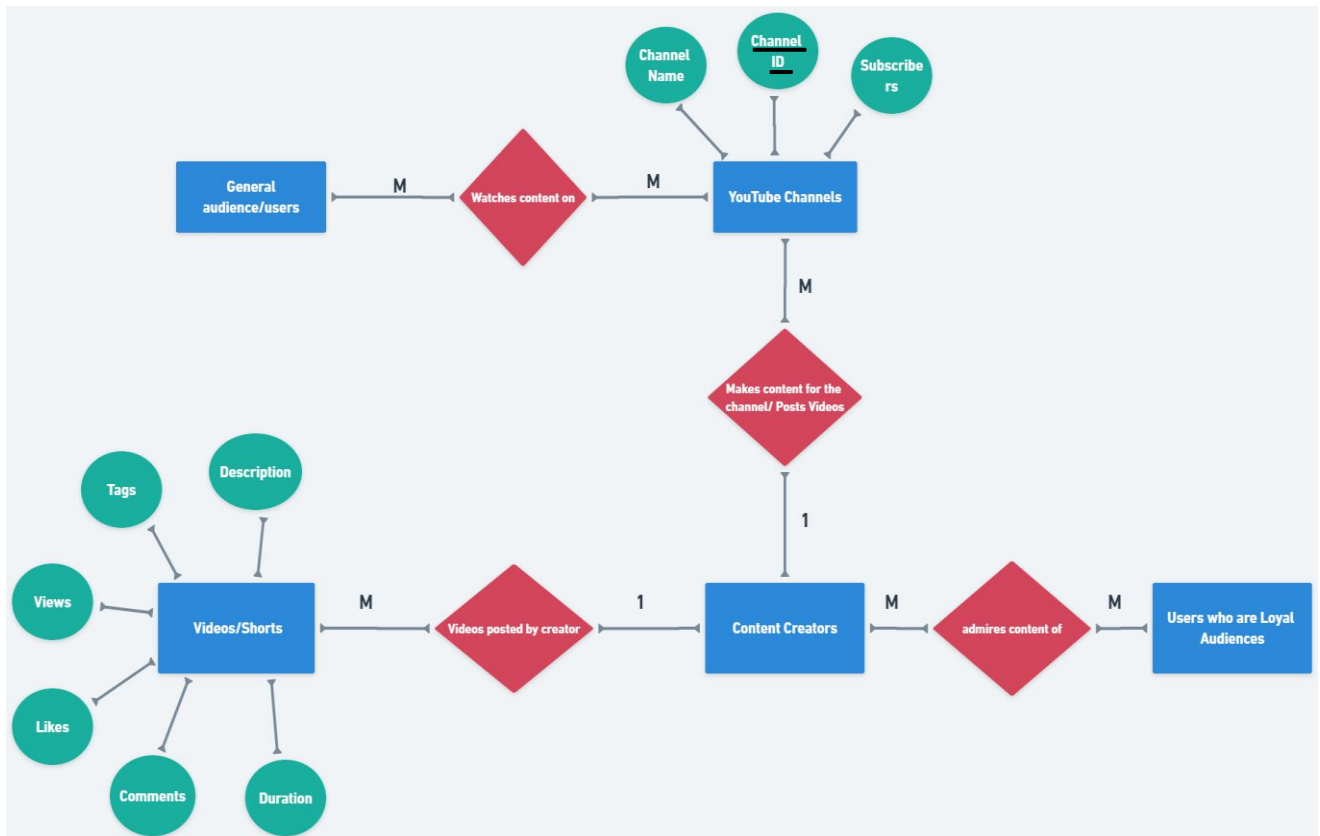 Channel
Name
Channel
ID
Subscribe
rs
General
audience/users
M
Watches content on
M
YouTube Channels
M
Makes content for the
channel/ Posts Videos
1
Description
Tags
Views
Videos/Shorts
M
Videos posted by creator
1
Content Creators
M
admires content of
M
Users who are Loyal
Audiences
Likes
Comments
Duration